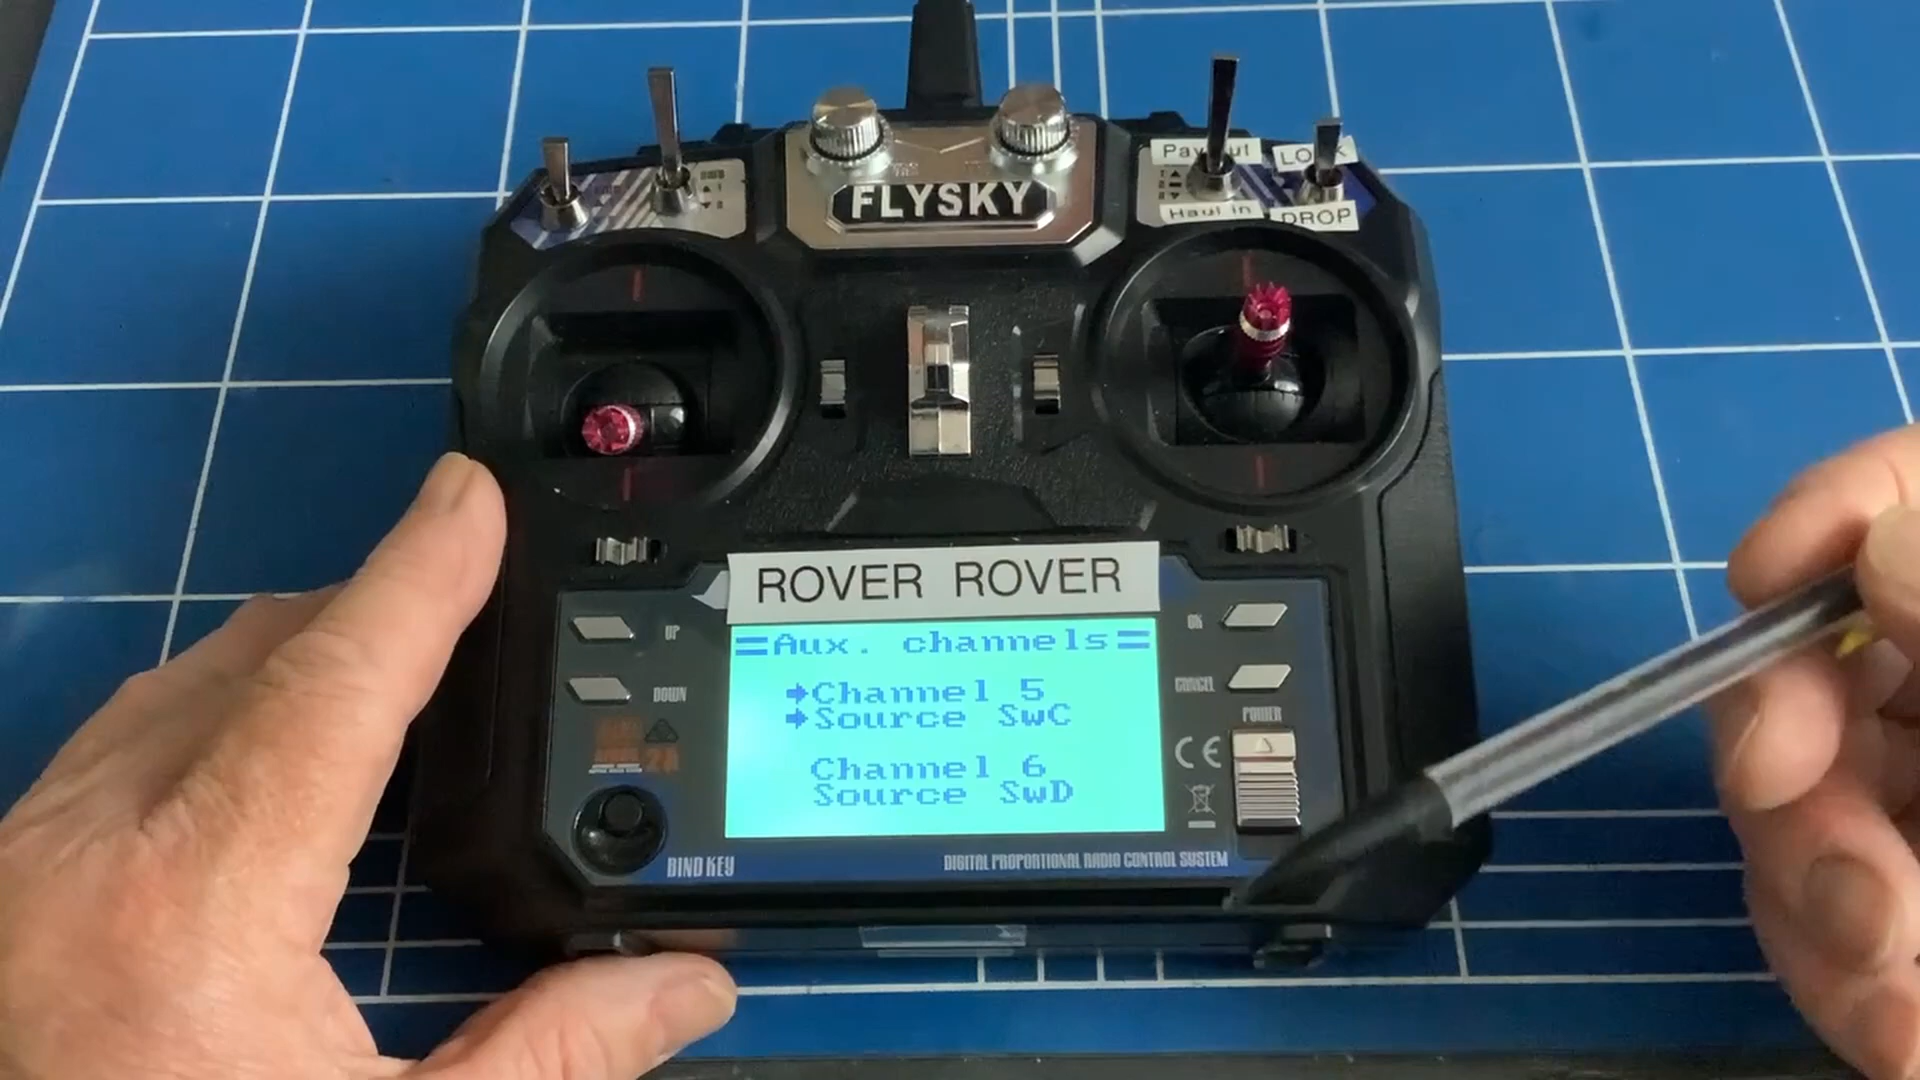 Pay out
LOCK
FLYSKY
Haul in
DROP
ROVER ROVER
=Aux. channels=
UP
OK
Channel 5
DOWN
CANCEL
Source SwC
POWER
CE
2A
Channel 6
Source SwD
BIND KEY
DIGITAL PROPORTIONAL RADIO CONTROL SYSTEM